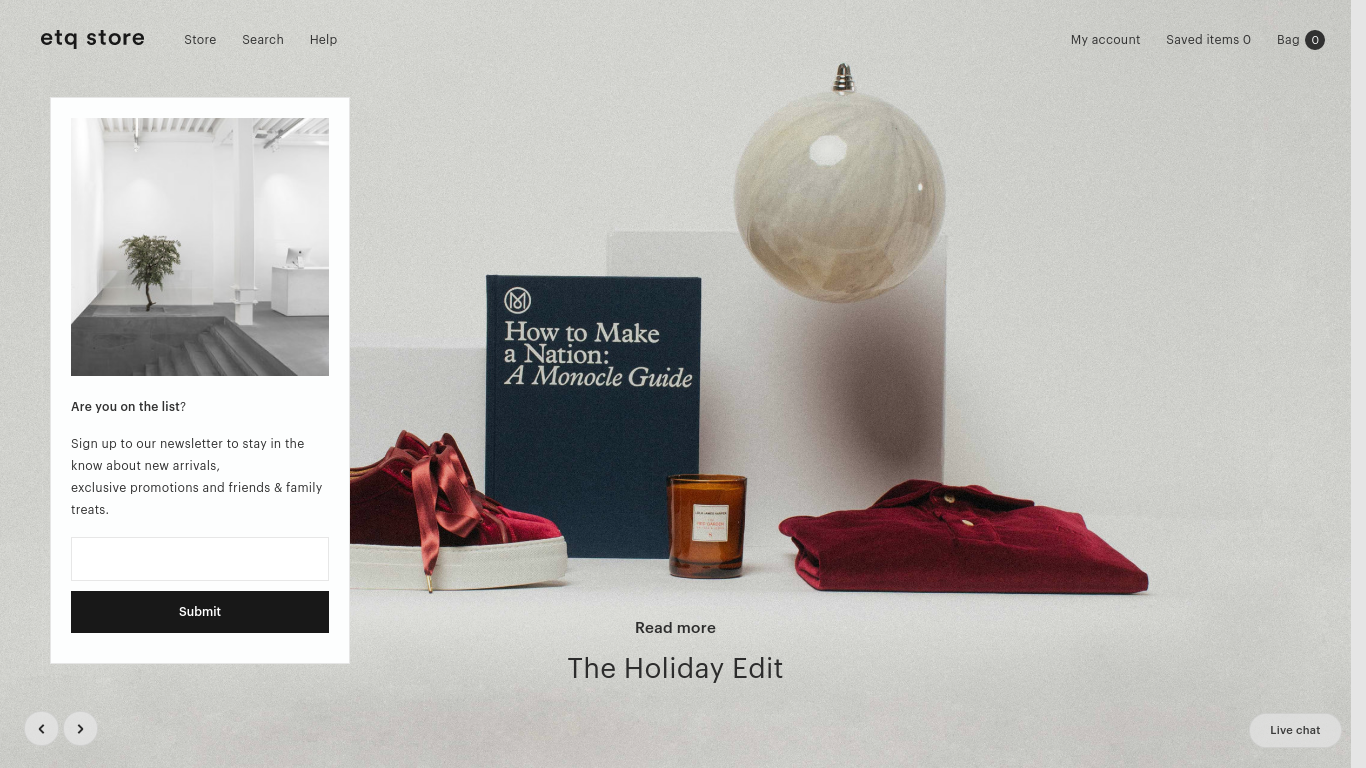 etq store
Store
Search
Help
My account
Saved items 0
Bag 0
How to Make
a Nation:
A Monocle Guide
Are you on the list?
Sign up to our newsletter to stay in the
know about new arrivals,
exclusive promotions and friends & family
treats.
Submit
Read more
The Holiday Edit
Live chat